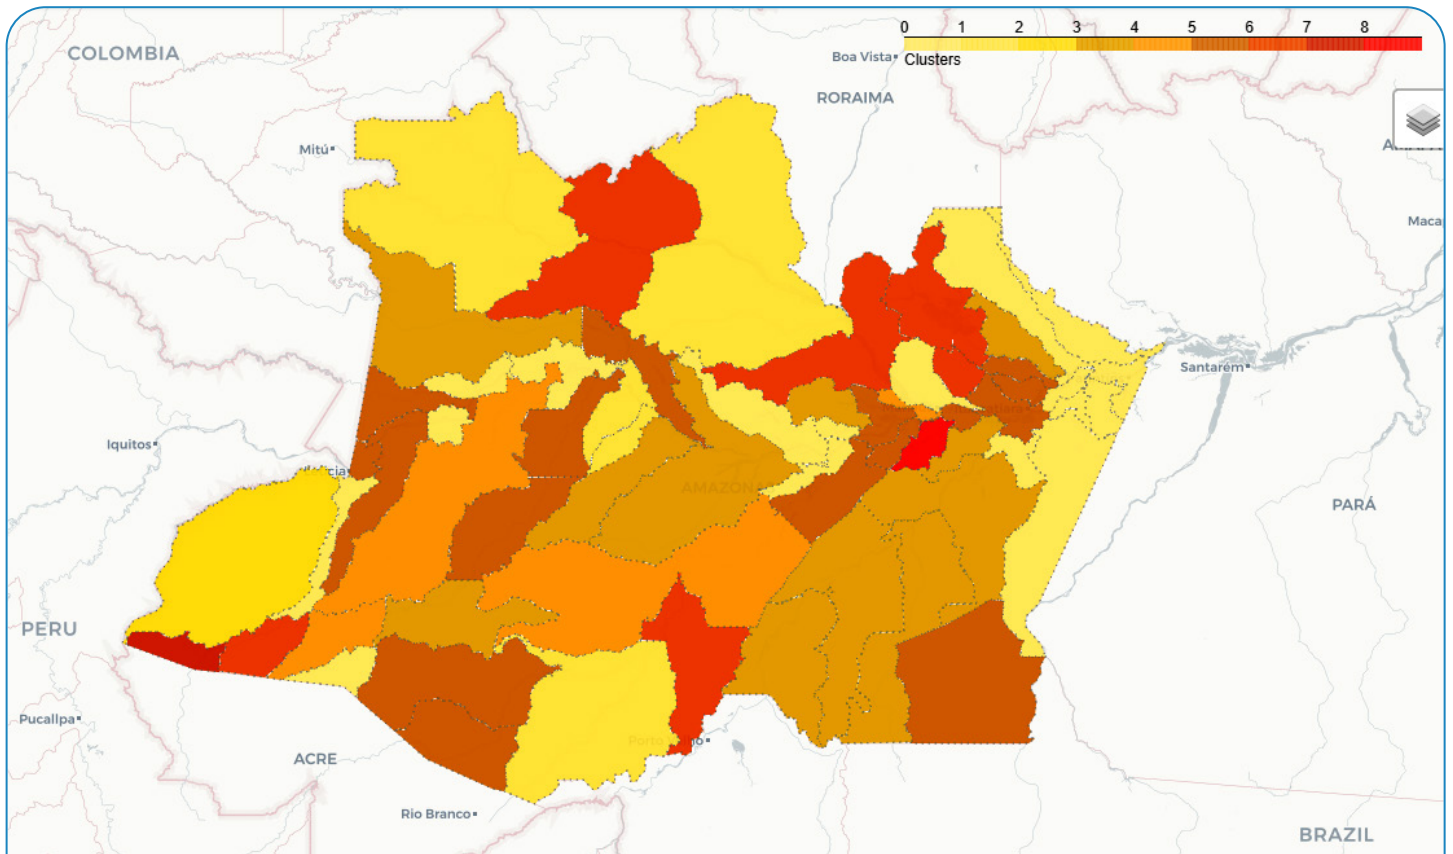 0 1 2 3 4 5 6 7 8
Clusters
COLOMBIA
Boa Vista
RORAIMA
Mitú
Maca
Santarém
Iquitos
PARÁ
PERU
Pucallpa
ACRE
Rio Branco
BRAZIL